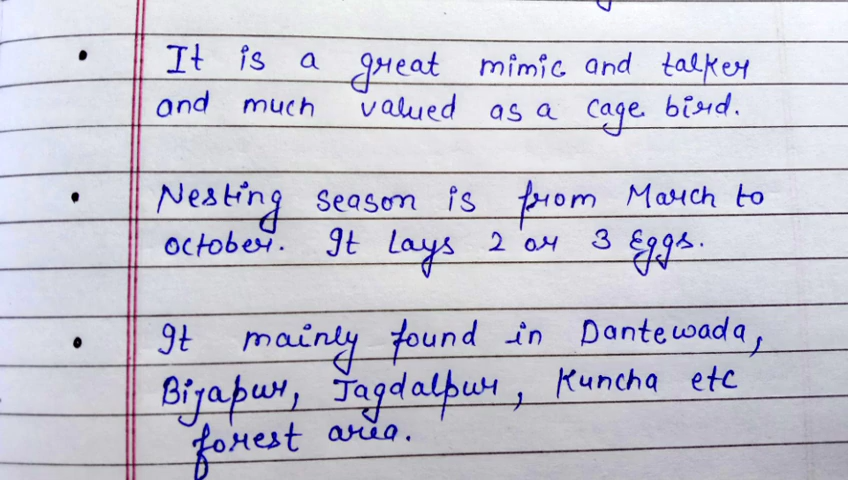 • It is a great mimic and talker
and much valued as a cage bird.
• Nesting season is from March to
october. It lays 2 or 3 Eggs.
• It mainly found in Dantewada,
Bijapur, Jagdalpur, Kuncha etc
forest area.